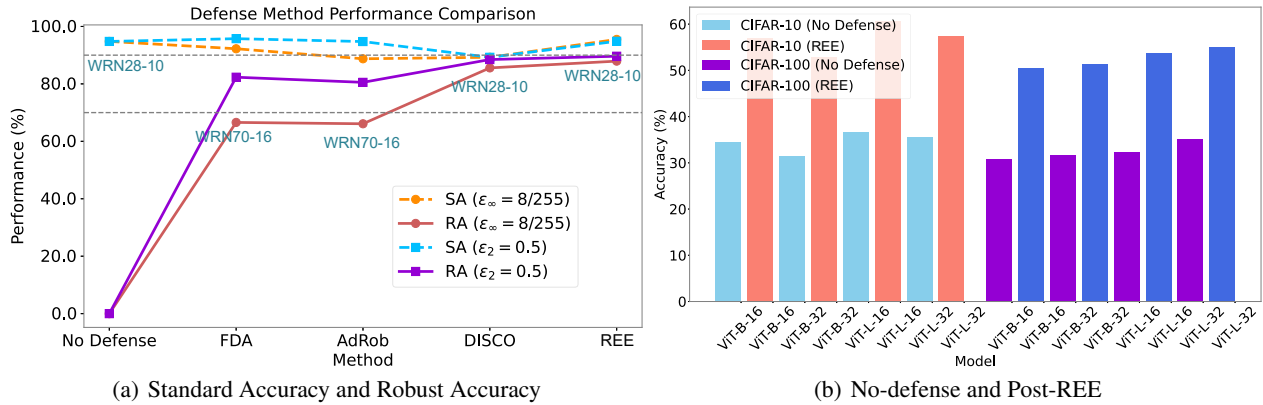 Defense Method Performance Comparison
100.0
80.0
60.0
40.0
20.0
0.0
Performance (%)
WRN28-10
WRN70-16
WRN70-16
WRN28-10
WRN28-10
SA (ε∞ = 8/255)
RA (ε∞ = 8/255)
SA (ε₂ = 0.5)
RA (ε₂ = 0.5)
No Defense FDA AdRob DISCO REE
Method
(a) Standard Accuracy and Robust Accuracy
60
50
40
30
20
10
0
Accuracy (%)
CIFAR-10 (No Defense)
CIFAR-10 (REE)
CIFAR-100 (No Defense)
CIFAR-100 (REE)
ViT-B-16 ViT-B-16 ViT-B-32 ViT-B-32 ViT-L-16 ViT-L-16 ViT-L-32 ViT-L-32 ViT-B-16 ViT-B-16 ViT-B-32 ViT-B-32 ViT-L-16 ViT-L-16 ViT-L-32 ViT-L-32
Model
(b) No-defense and Post-REE